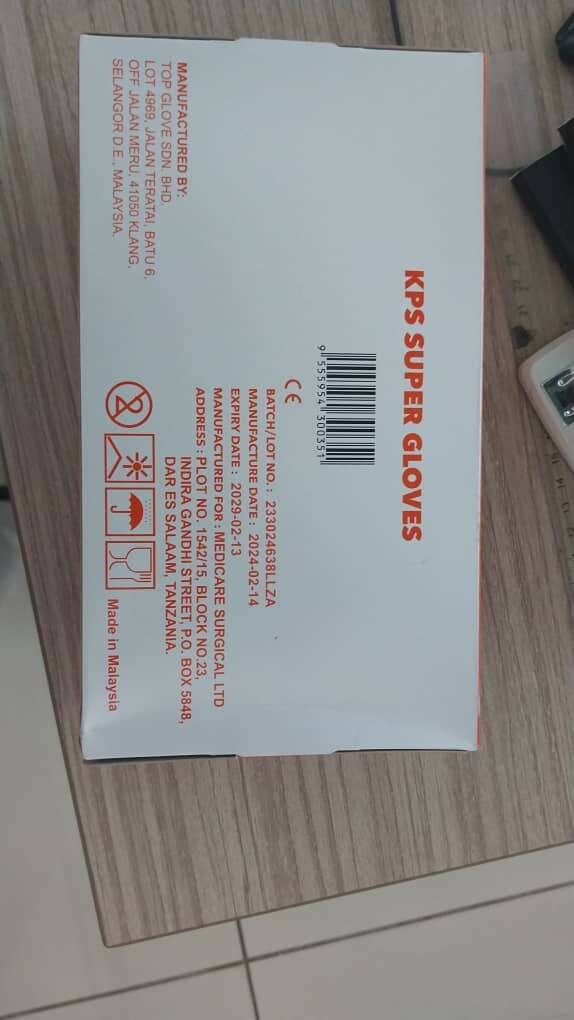 KPS SUPER GLOVES
9 555954 300351
CE
BATCH/LOT NO. : 233024638LLZA
MANUFACTURE DATE : 2024-02-14
EXPIRY DATE : 2029-02-13
MANUFACTURED FOR : MEDICARE SURGICAL LTD
ADDRESS : PLOT NO. 1542/15, BLOCK NO.23,
INDIRA GANDHI STREET, P.O. BOX 5848,
DAR ES SALAAM, TANZANIA.
MANUFACTURED BY:
TOP GLOVE SDN. BHD.
LOT 4969, JALAN TERATAI, BATU 6,
OFF JALAN MERU, 41050 KLANG,
SELANGOR D.E., MALAYSIA.
2
Made in Malaysia